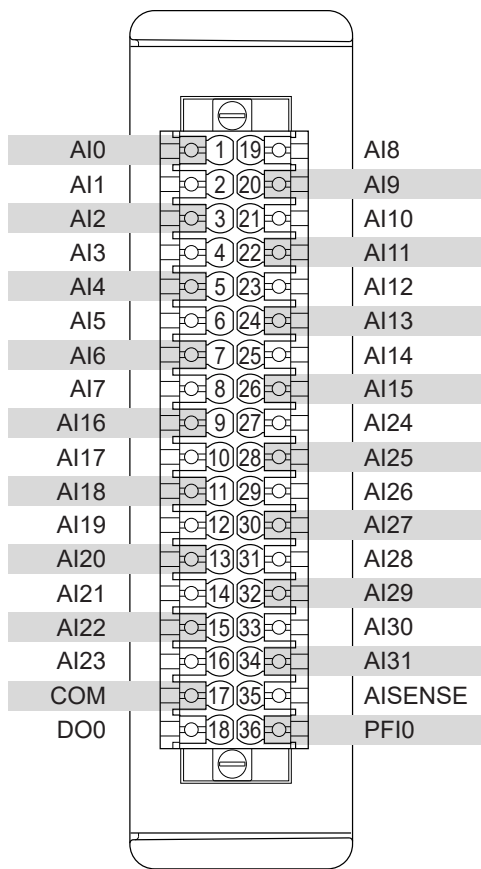 AI0 1 19 AI8
AI1 2 20 AI9
AI2 3 21 AI10
AI3 4 22 AI11
AI4 5 23 AI12
AI5 6 24 AI13
AI6 7 25 AI14
AI7 8 26 AI15
AI16 9 27 AI24
AI17 10 28 AI25
AI18 11 29 AI26
AI19 12 30 AI27
AI20 13 31 AI28
AI21 14 32 AI29
AI22 15 33 AI30
AI23 16 34 AI31
COM 17 35 AISENSE
DO0 18 36 PFI0